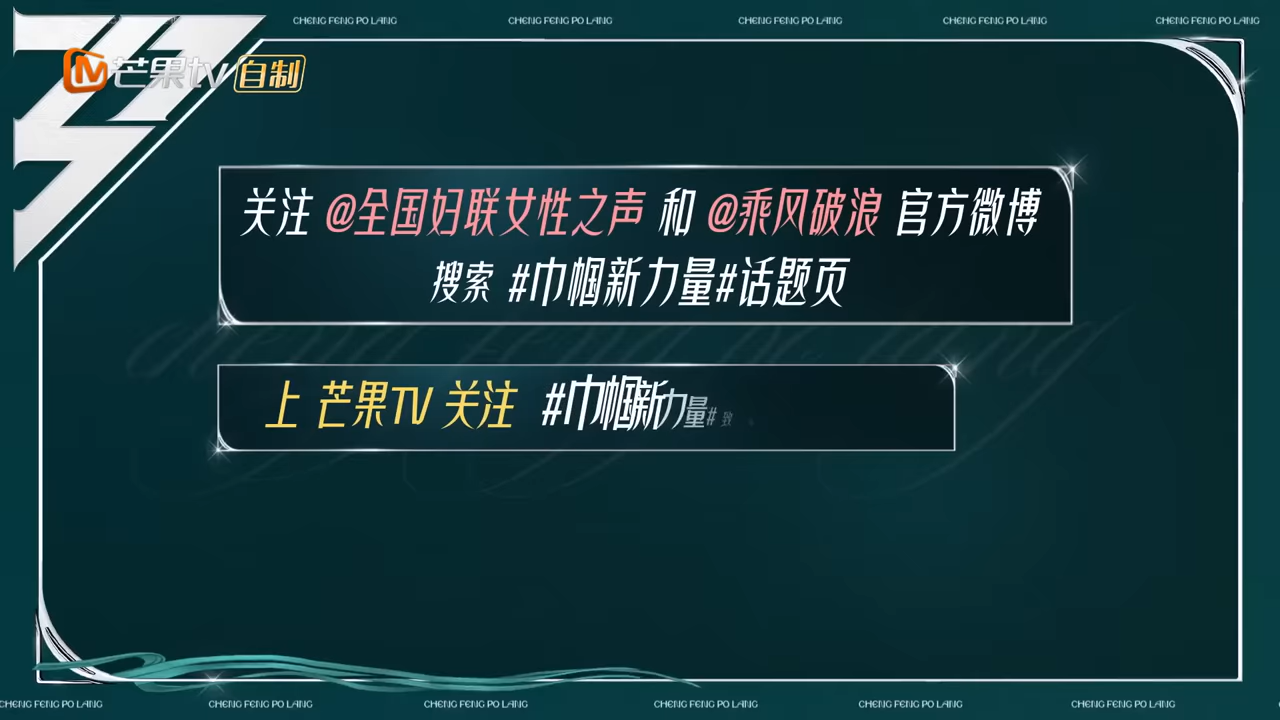 CHENG FENG PO LANG CHENG FENG PO LANG CHENG FENG PO LANG CHENG FENG PO LANG CHENG FENG PO LANG
芒果tv 自制
关注 @全国妇联女性之声 和 @乘风破浪 官方微博
搜索 #巾帼新力量#话题页
上 芒果TV 关注 #巾帼新力量# 致
CHENG FENG PO LANG CHENG FENG PO LANG CHENG FENG PO LANG CHENG FENG PO LANG CHENG FENG PO LANG CHENG FENG PO LANG